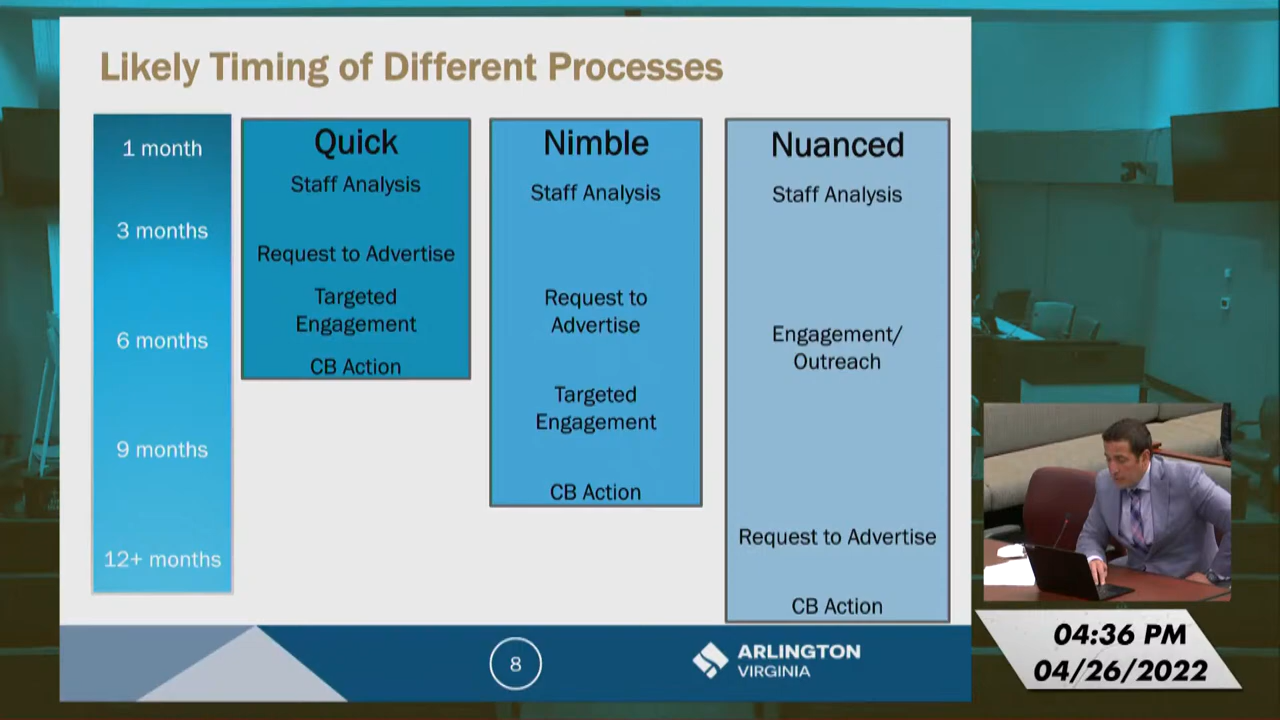 Likely Timing of Different Processes
1 month
3 months
6 months
9 months
12+ months
Quick
Staff Analysis
Request to Advertise
Targeted
Engagement
CB Action
Nimble
Staff Analysis
Request to
Advertise
Targeted
Engagement
CB Action
Nuanced
Staff Analysis
Engagement/
Outreach
Request to Advertise
CB Action
8
ARLINGTON
VIRGINIA
04:36 PM
04/26/2022